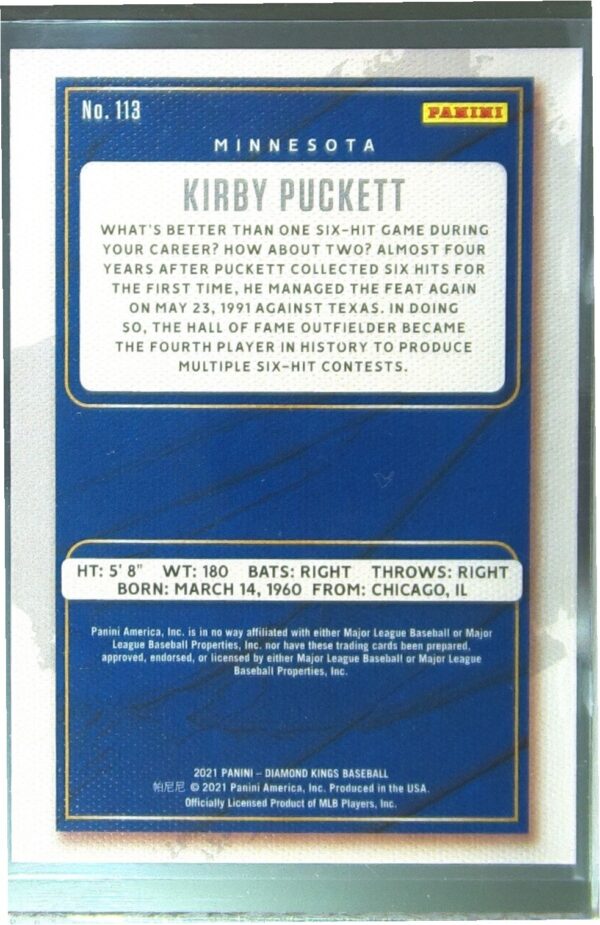 No. 113
PANINI
MINNESOTA
KIRBY PUCKETT
WHAT'S BETTER THAN ONE SIX-HIT GAME DURING
YOUR CAREER? HOW ABOUT TWO? ALMOST FOUR
YEARS AFTER PUCKETT COLLECTED SIX HITS FOR
THE FIRST TIME, HE MANAGED THE FEAT AGAIN
ON MAY 23, 1991 AGAINST TEXAS. IN DOING
SO, THE HALL OF FAME OUTFIELDER BECAME
THE FOURTH PLAYER IN HISTORY TO PRODUCE
MULTIPLE SIX-HIT CONTESTS.
HT: 5' 8" WT: 180 BATS: RIGHT THROWS: RIGHT
BORN: MARCH 14, 1960 FROM: CHICAGO, IL
Panini America, Inc. is in no way affiliated with either Major League Baseball or Major
League Baseball Properties, Inc. nor have these trading cards been prepared,
approved, endorsed, or licensed by either Major League Baseball or Major League
Baseball Properties, Inc.
2021 PANINI – DIAMOND KINGS BASEBALL
帕尼尼 © 2021 Panini America, Inc. Produced in the USA.
Officially Licensed Product of MLB Players, Inc.